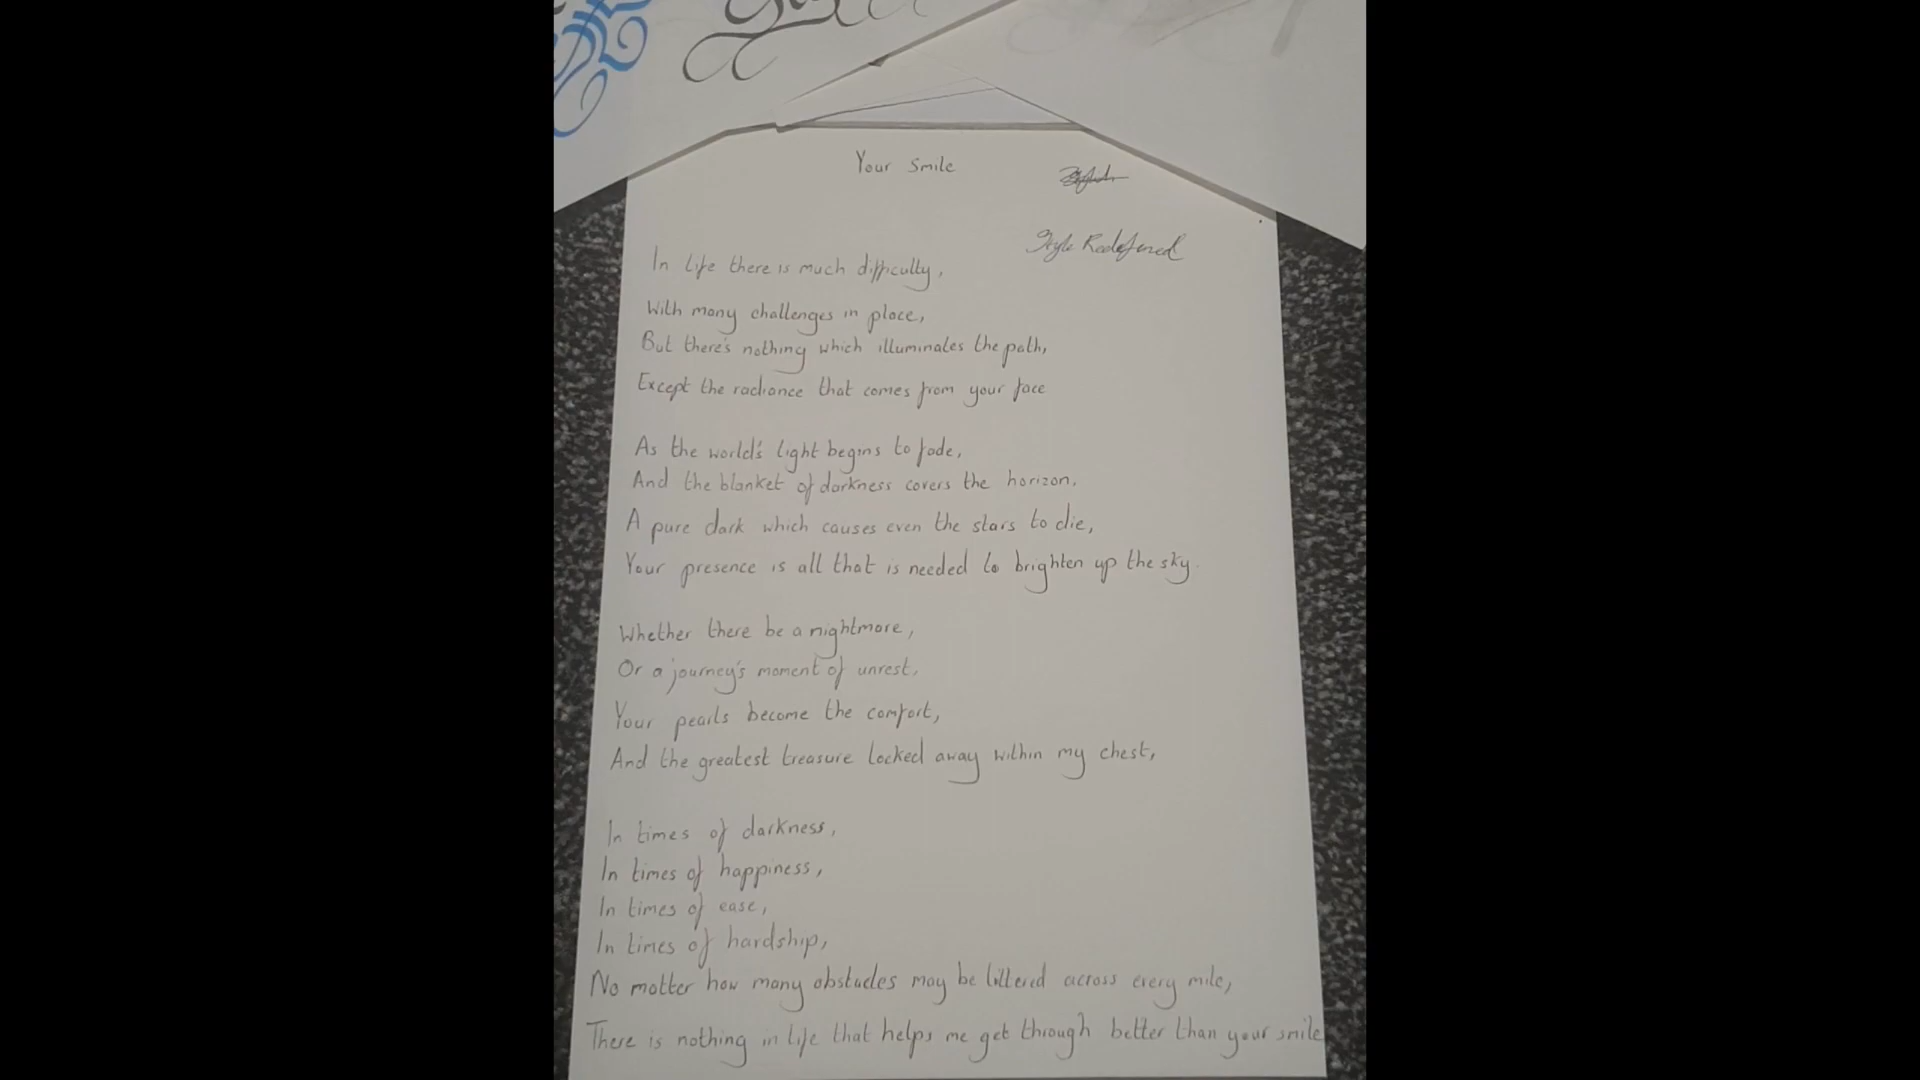 Your Smile
Style Redefined
In life there is much difficulty,
With many challenges in place,
But there's nothing which illuminates the path,
Except the radiance that comes from your face
As the world's light begins to fade,
And the blanket of darkness covers the horizon,
A pure dark which causes even the stars to die,
Your presence is all that is needed to brighten up the sky.
Whether there be a nightmare,
Or a journey's moment of unrest,
Your pearls become the comfort,
And the greatest treasure locked away within my chest,
In times of darkness,
In times of happiness,
In times of ease,
In times of hardship,
No matter how many obstacles may be littered across every mile,
There is nothing in life that helps me get through better than your smile